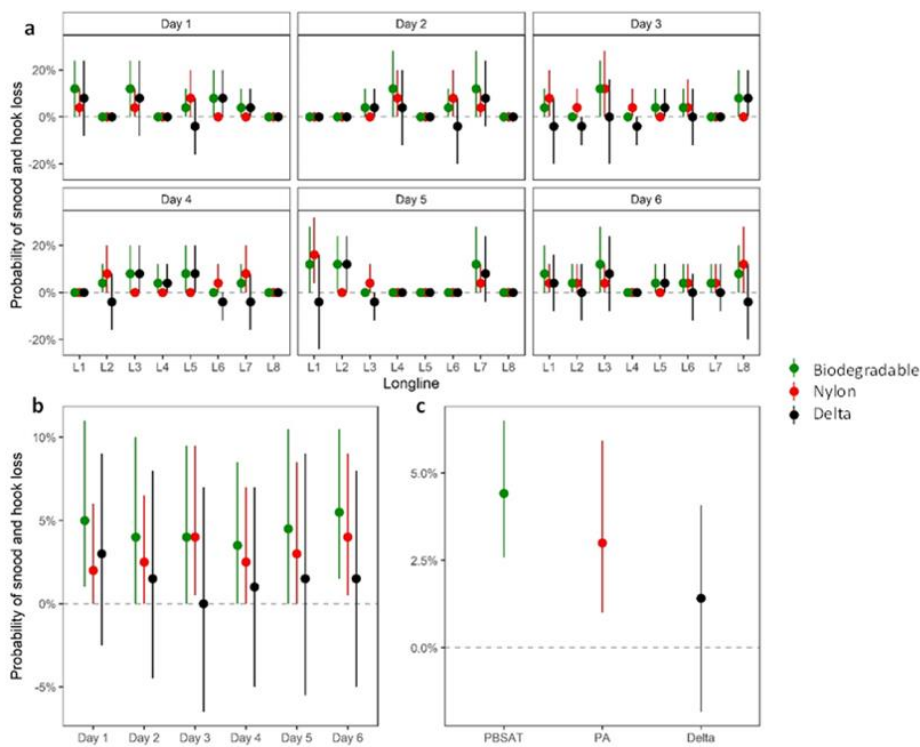 a
Day 1 Day 2 Day 3
20%
0%
-20%
Day 4 Day 5 Day 6
20%
0%
-20%
Probability of snood and hook loss
L1 L2 L3 L4 L5 L6 L7 L8 L1 L2 L3 L4 L5 L6 L7 L8 L1 L2 L3 L4 L5 L6 L7 L8
Longline
Biodegradable
Nylon
Delta
b
10%
5%
0%
-5%
Probability of snood and hook loss
Day 1 Day 2 Day 3 Day 4 Day 5 Day 6
c
5.0%
2.5%
0.0%
PBSAT PA Delta